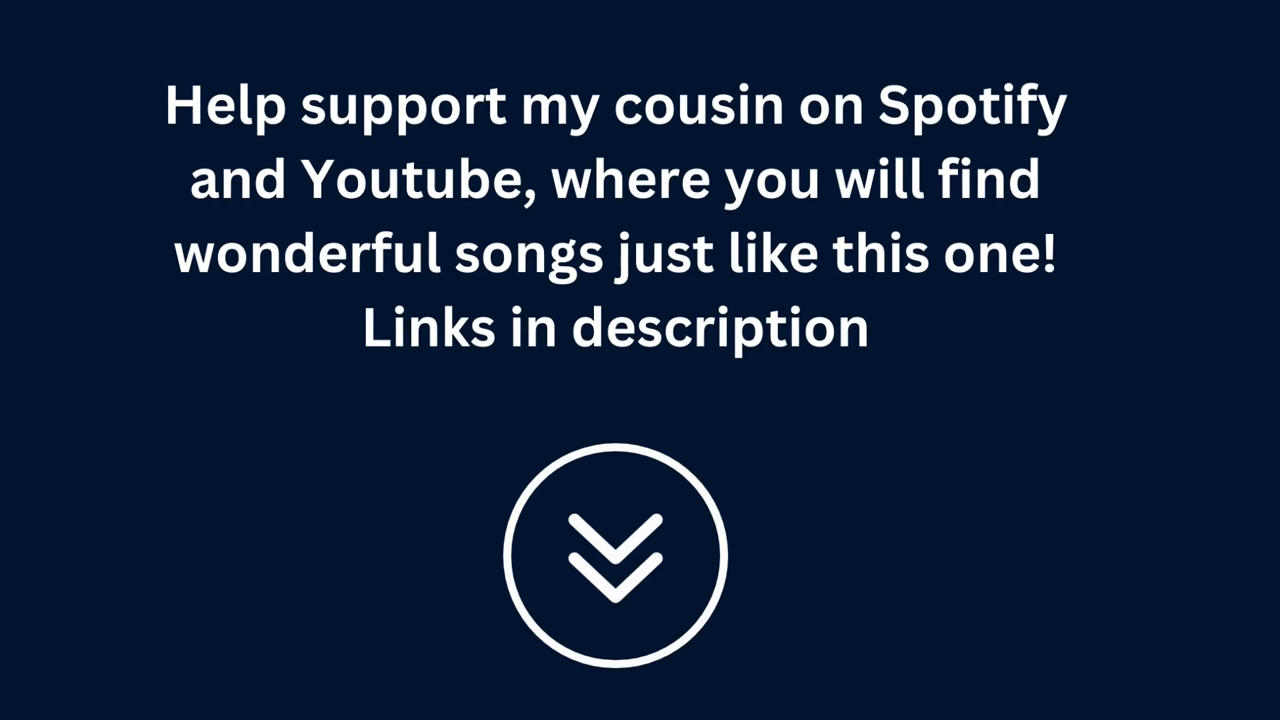 Help support my cousin on Spotify
and Youtube, where you will find
wonderful songs just like this one!
Links in description